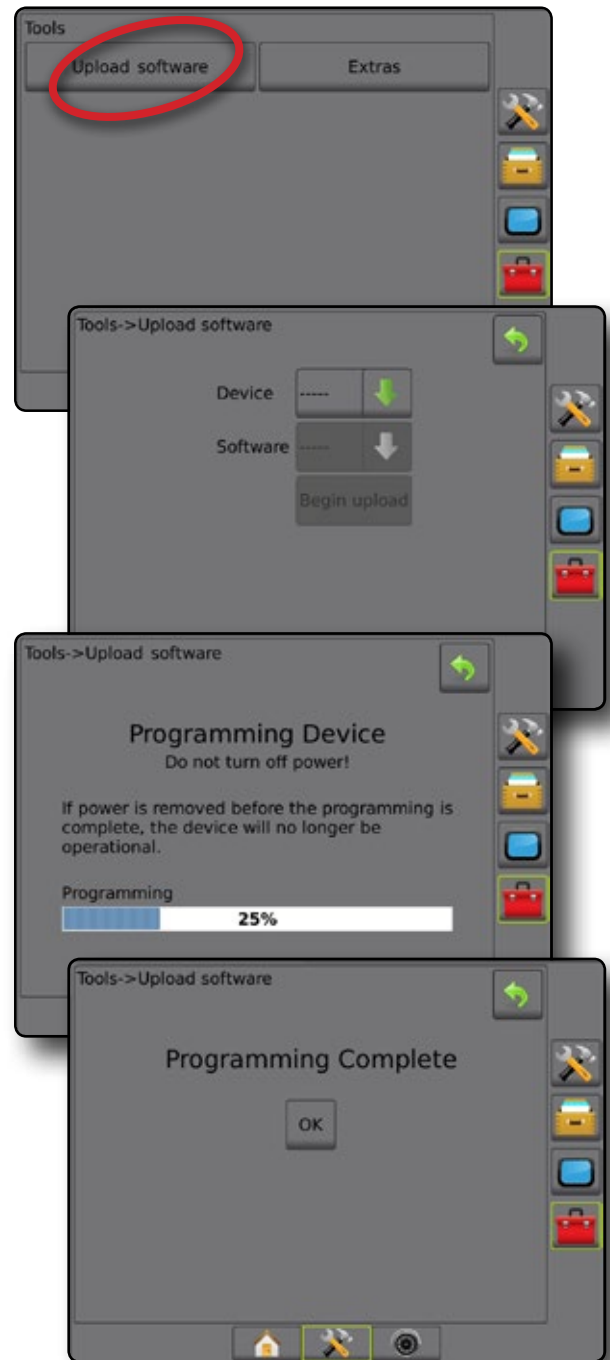 Tools
Upload software
Extras
Tools->Upload software
Device
-----
Software
-----
Begin upload
Tools->Upload software
Programming Device
Do not turn off power!
If power is removed before the programming is
complete, the device will no longer be
operational.
Programming
25%
Tools->Upload software
Programming Complete
OK